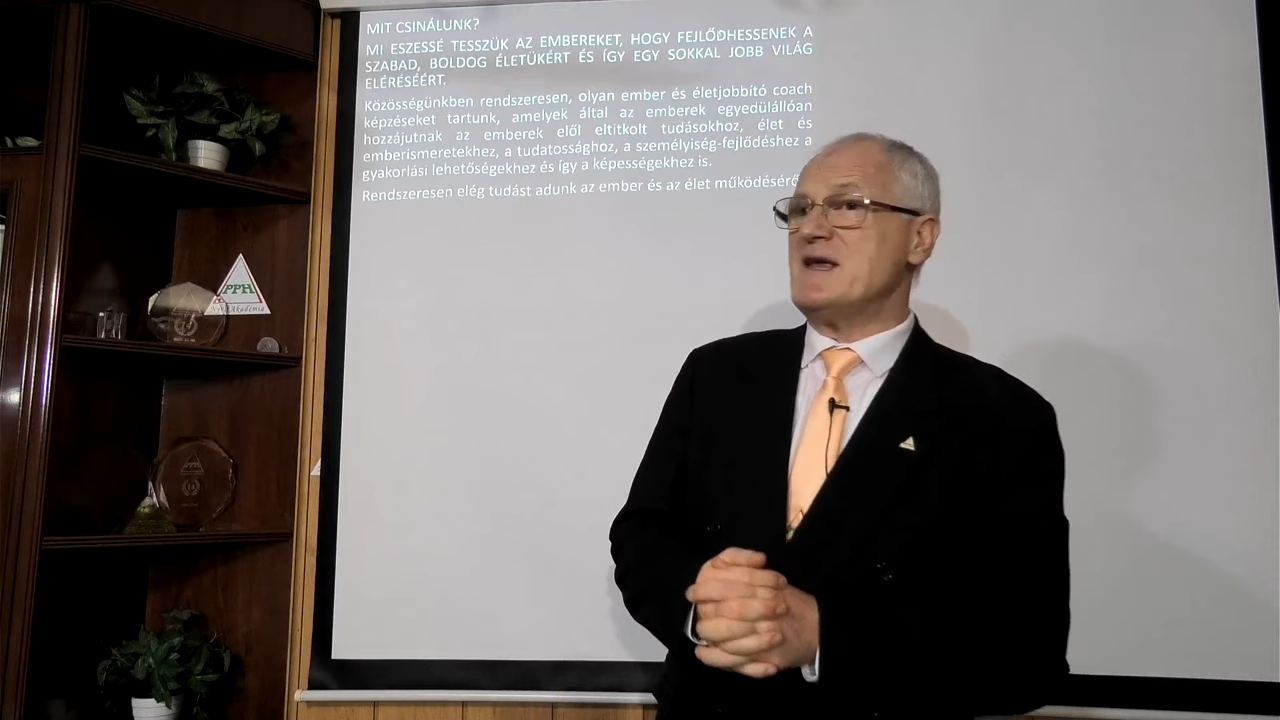 MIT CSINÁLUNK?
MI ESZESSÉ TESSZÜK AZ EMBEREKET, HOGY FEJLŐDHESSENEK A
SZABAD, BOLDOG ÉLETÜKÉRT ÉS ÍGY EGY SOKKAL JOBB VILÁG
ELÉRÉSÉÉRT.
Közösségünkben rendszeresen, olyan ember és életjobbító coach
képzéseket tartunk, amelyek által az emberek egyedülállóan
hozzájutnak az emberek elől eltitkolt tudásokhoz, élet és
emberismeretekhez, a tudatossághoz, a személyiség-fejlődéshez a
gyakorlási lehetőségekhez és így a képességekhez is.
Rendszeresen elég tudást adunk az ember és az élet működésérő
PPH